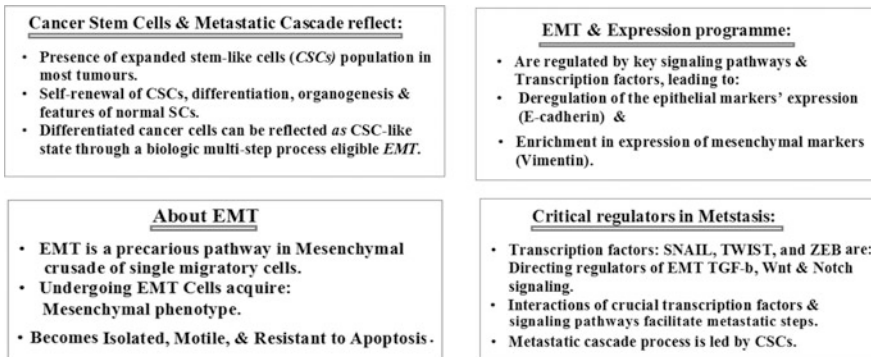 Cancer Stem Cells & Metastatic Cascade reflect:
• Presence of expanded stem-like cells (CSCs) population in
most tumours.
• Self-renewal of CSCs, differentiation, organogenesis &
features of normal SCs.
• Differentiated cancer cells can be reflected as CSC-like
state through a biologic multi-step process eligible EMT.
EMT & Expression programme:
• Are regulated by key signaling pathways &
Transcription factors, leading to:
• Deregulation of the epithelial markers’ expression
(E-cadherin) &
• Enrichment in expression of mesenchymal markers
(Vimentin).
About EMT
• EMT is a precarious pathway in Mesenchymal
crusade of single migratory cells.
• Undergoing EMT Cells acquire:
Mesenchymal phenotype.
• Becomes Isolated, Motile, & Resistant to Apoptosis.
Critical regulators in Metstasis:
• Transcription factors: SNAIL, TWIST, and ZEB are:
Directing regulators of EMT TGF-b, Wnt & Notch
signaling.
• Interactions of crucial transcription factors &
signaling pathways facilitate metastatic steps.
• Metastatic cascade process is led by CSCs.